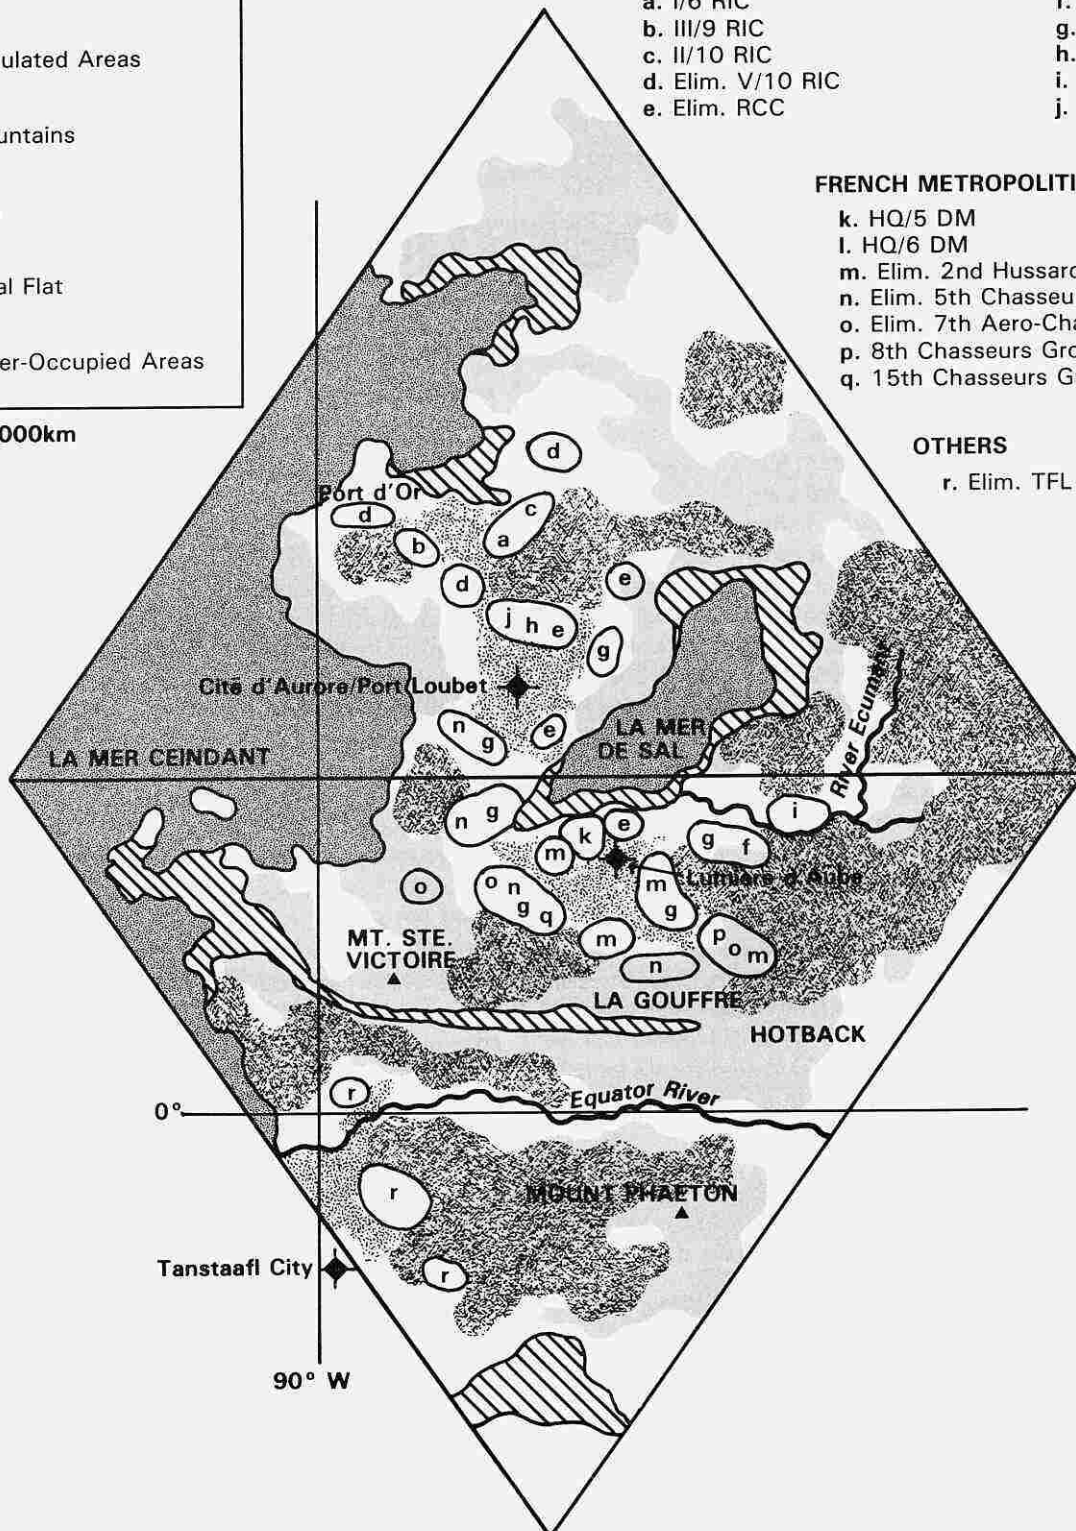 ulated Areas
untains
al Flat
er-Occupied Areas
000km
a. I/6 RIC
b. III/9 RIC
c. II/10 RIC
d. Elim. V/10 RIC
e. Elim. RCC
f.
g.
h.
i.
j.
FRENCH METROPOLITI
k. HQ/5 DM
l. HQ/6 DM
m. Elim. 2nd Hussard
n. Elim. 5th Chasseu
o. Elim. 7th Aero-Cha
p. 8th Chasseurs Gro
q. 15th Chasseurs G
OTHERS
r. Elim. TFL
d
Port d'Or
d
c
a
b
d
e
j h e
g
Cité d'Aurore/Port Loubet
n
g
e
LA MER
DE SAL
River Ecumant
LA MER CEINDANT
n
g
k
e
m
g
f
i
Lumière d'Aube
o
o
n
g
q
m
g
m
p
o
m
n
MT. STE.
VICTOIRE
LA GOUFFRE
HOTBACK
r
0°
Equator River
r
MOUNT PHAETON
Tanstaafl City
r
90° W